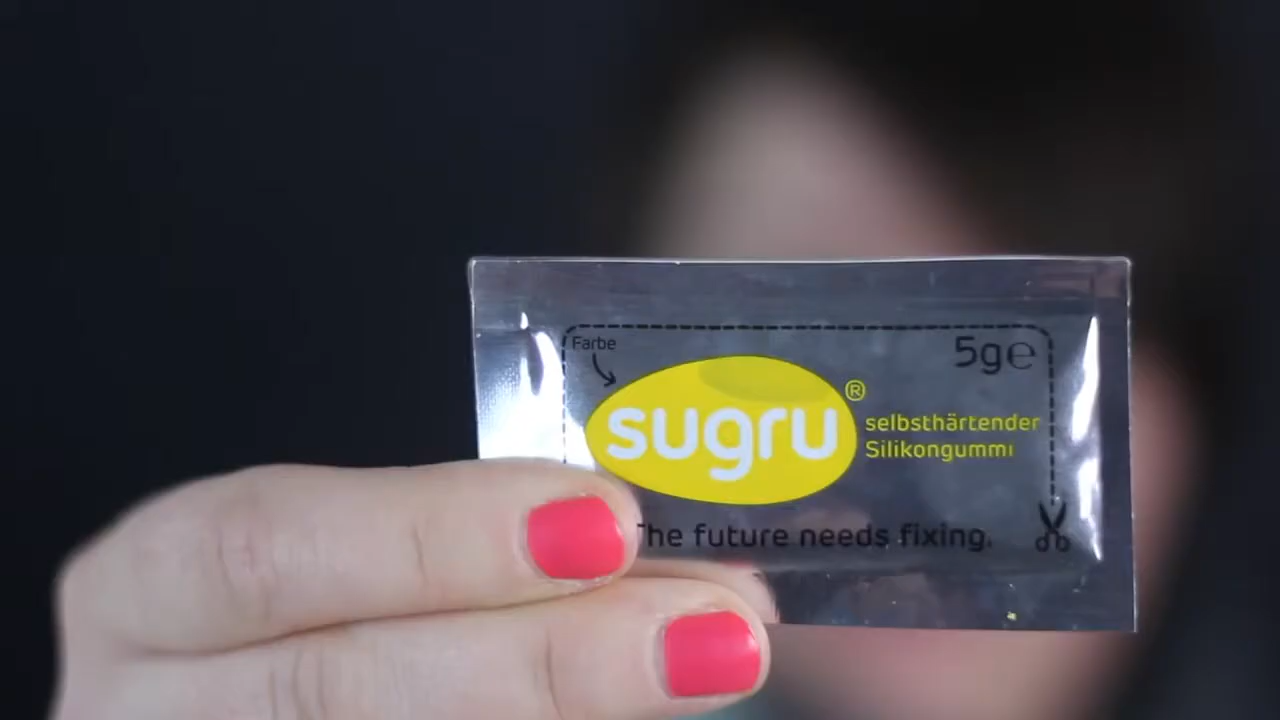 Farbe
5g℮
sugru®
selbsthärtender
Silikongummi
The future needs fixing.